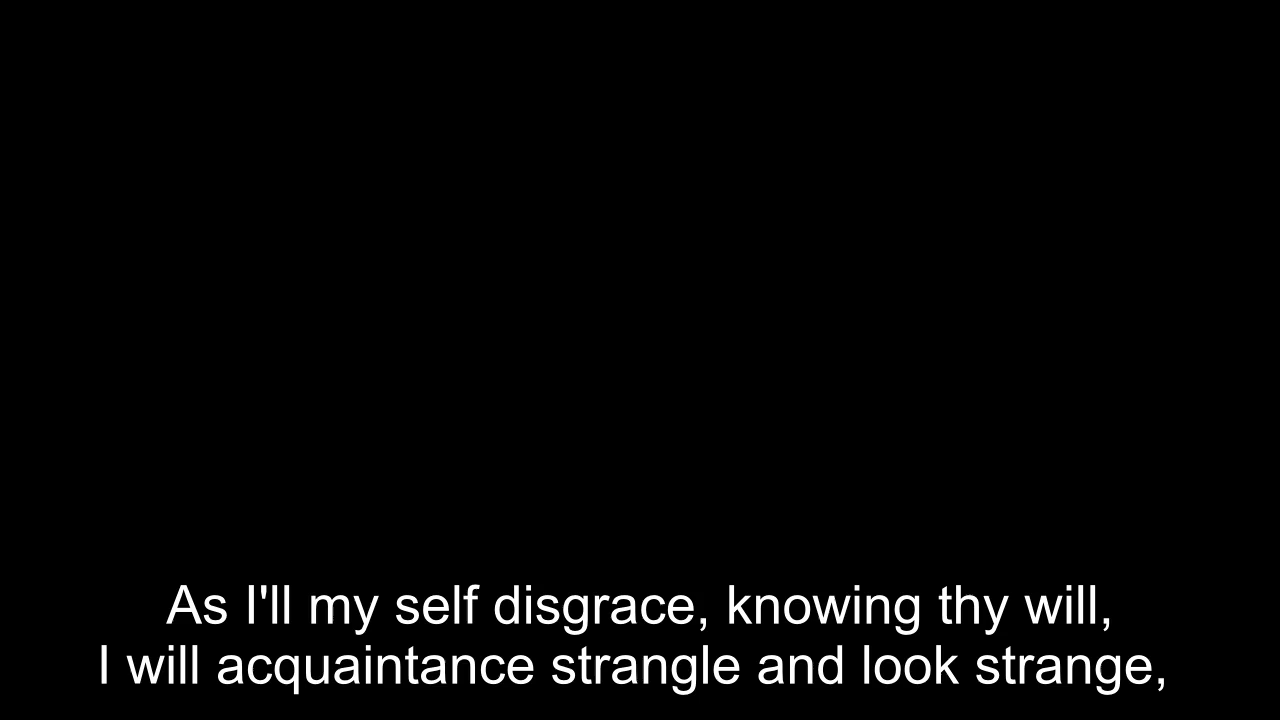 As I'll my self disgrace, knowing thy will,
I will acquaintance strangle and look strange,